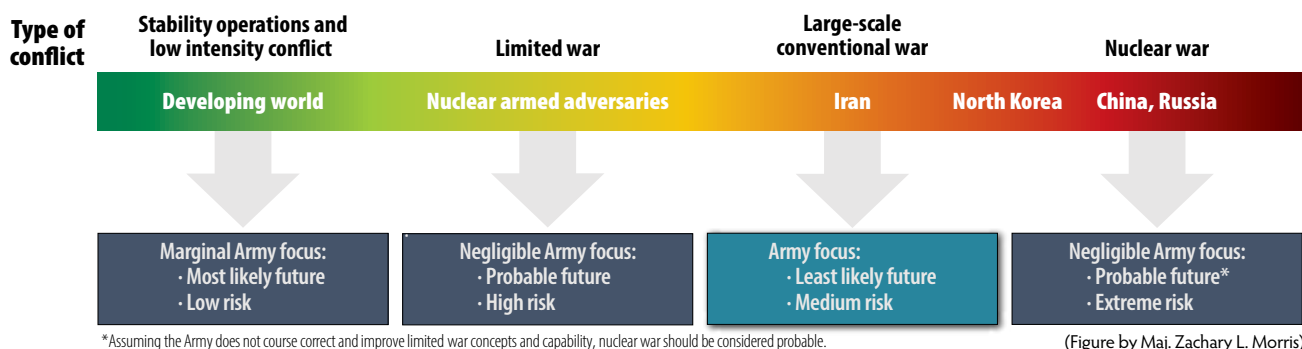 Type of
conflict
Stability operations and
low intensity conflict
Limited war
Large-scale
conventional war
Nuclear war
Developing world
Nuclear armed adversaries
Iran
North Korea
China, Russia
Marginal Army focus:
· Most likely future
· Low risk
Negligible Army focus:
· Probable future
· High risk
Army focus:
· Least likely future
· Medium risk
Negligible Army focus:
· Probable future*
· Extreme risk
*Assuming the Army does not course correct and improve limited war concepts and capability, nuclear war should be considered probable.
(Figure by Maj. Zachary L. Morris)